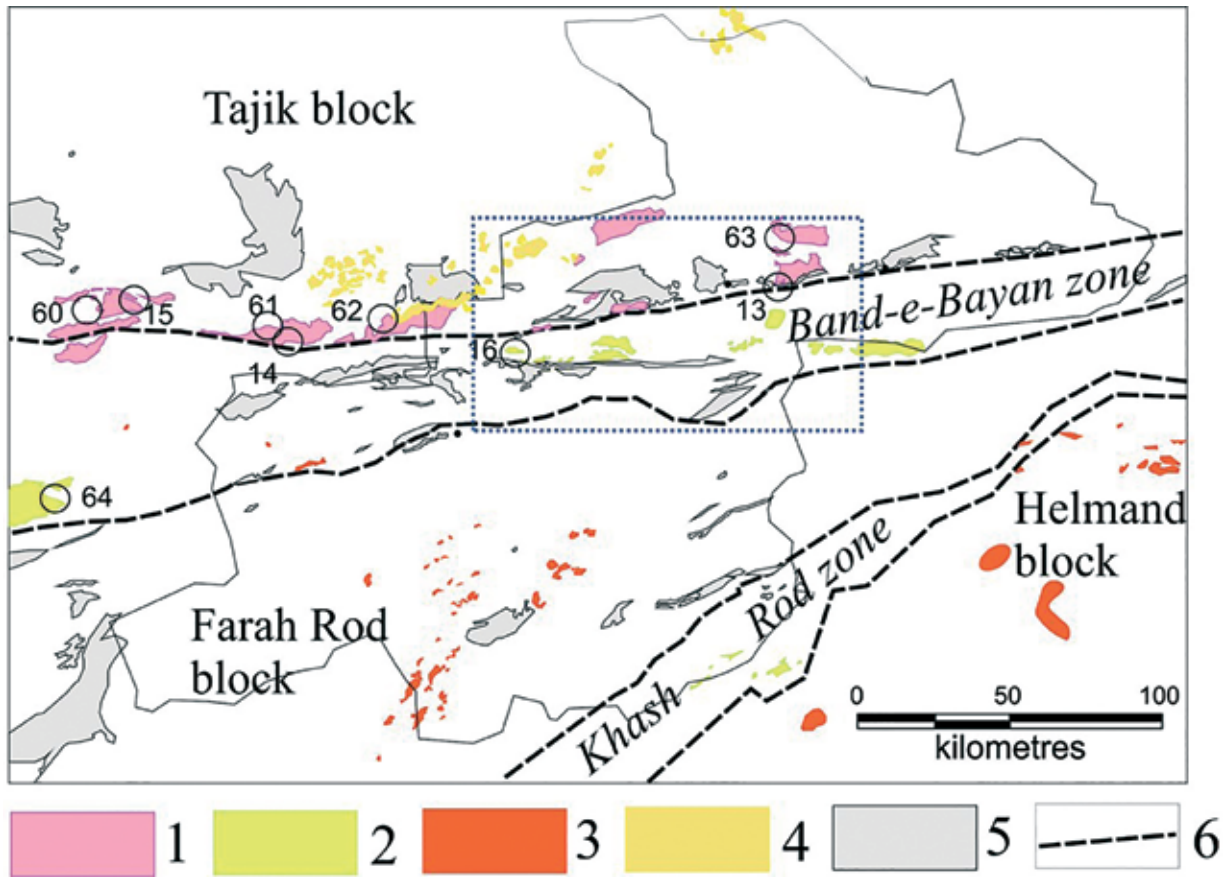 Tajik block
63
60
15
61
62
13
Band-e-Bayan zone
16
14
64
Helmand
block
Khash Rod zone
Farah Rod
block
0 50 100
kilometres
1 2 3 4 5 6